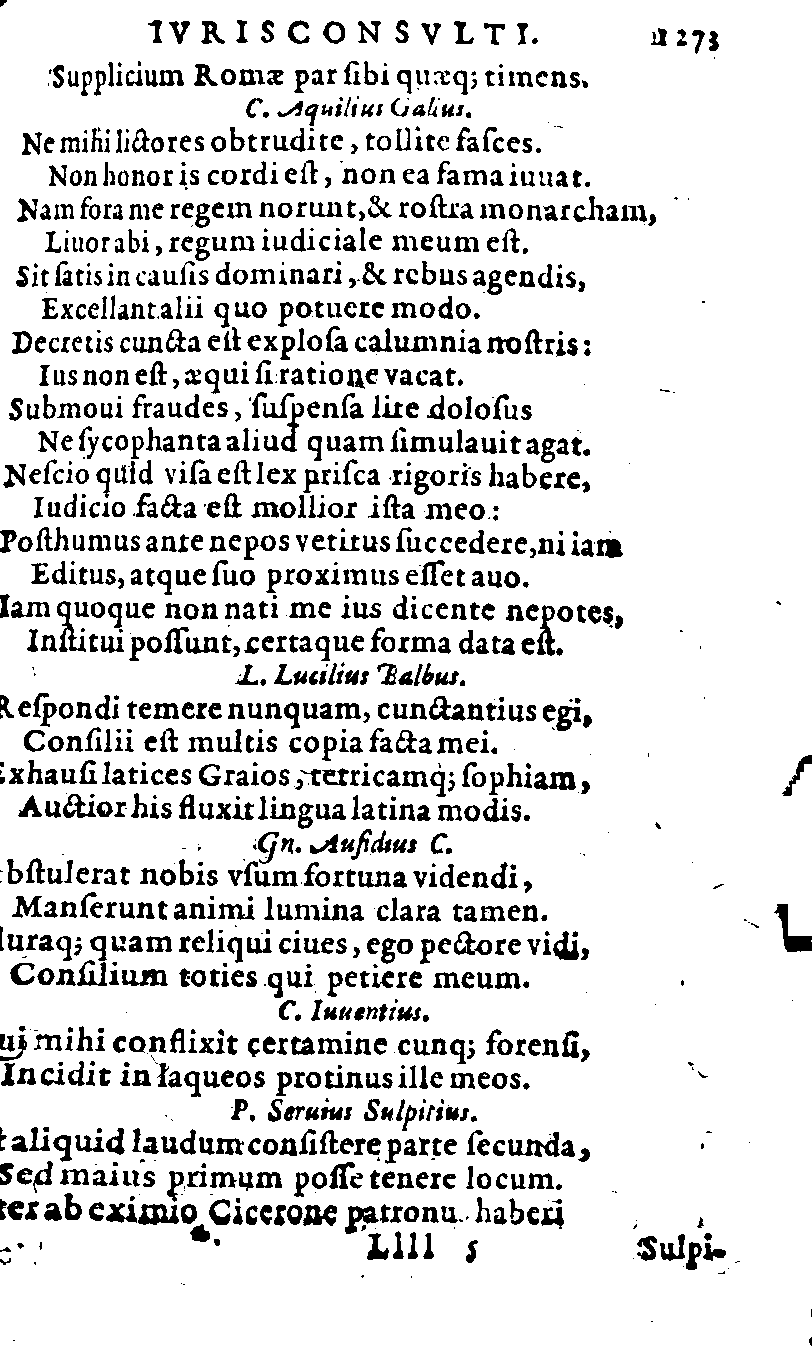 IVRISCONSVLTI. 1273
Supplicium Romæ par ſibi quæq; timens.
C. Aquilius Galius.
Ne mihi lictores obtrudite, tollite faſces.
Non honor is cordi eſt, non ea fama iuuat.
Nam fora me regem norunt, & roſtra monarcham,
Liuor abi, regum iudiciale meum eſt.
Sit ſatis in cauſis dominari, & rebus agendis,
Excellant alii quo potuere modo.
Decretis cuncta eſt exploſa calumnia noſtris:
Ius non eſt, æqui ſi ratione vacat.
Submoui fraudes, ſuſpenſa lite doloſus
Ne ſycophanta aliud quam ſimulauit agat.
Neſcio quid viſa eſt lex priſca rigoris habere,
Iudicio facta eſt mollior iſta meo:
Poſthumus ante nepos vetitus ſuccedere, ni iam
Editus, atque ſuo proximus eſſet auo.
Iam quoque non nati me ius dicente nepotes,
Inſtitui poſſunt, certaque forma data eſt.
L. Lucilius Balbus.
Reſpondi temere nunquam, cunctantius egi,
Conſilii eſt multis copia facta mei.
Exhauſi latices Graios, tetricamq; ſophiam,
Auctior his fluxit lingua latina modis.
Gn. Aufidius C.
bſtulerat nobis vſum fortuna videndi,
Manſerunt animi lumina clara tamen.
Iuraq; quam reliqui ciues, ego pectore vidi,
Conſilium toties qui petiere meum.
C. Iuuentius.
ui mihi conflixit certamine cunq; forenſi,
Incidit in laqueos protinus ille meos.
P. Seruius Sulpitius.
t aliquid laudum conſiſtere parte ſecunda,
Sed maius primum poſſe tenere locum.
ter ab eximio Cicerone patronu haberi
Llll 5 Sulpi-